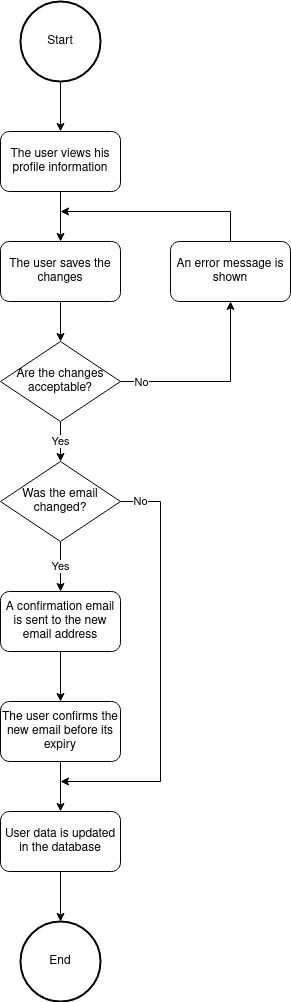 Start
The user views his
profile information
The user saves the
changes
An error message is
shown
Are the changes
acceptable?
No
Yes
Was the email
changed?
No
Yes
A confirmation email
is sent to the new
email address
The user confirms the
new email before its
expiry
User data is updated
in the database
End